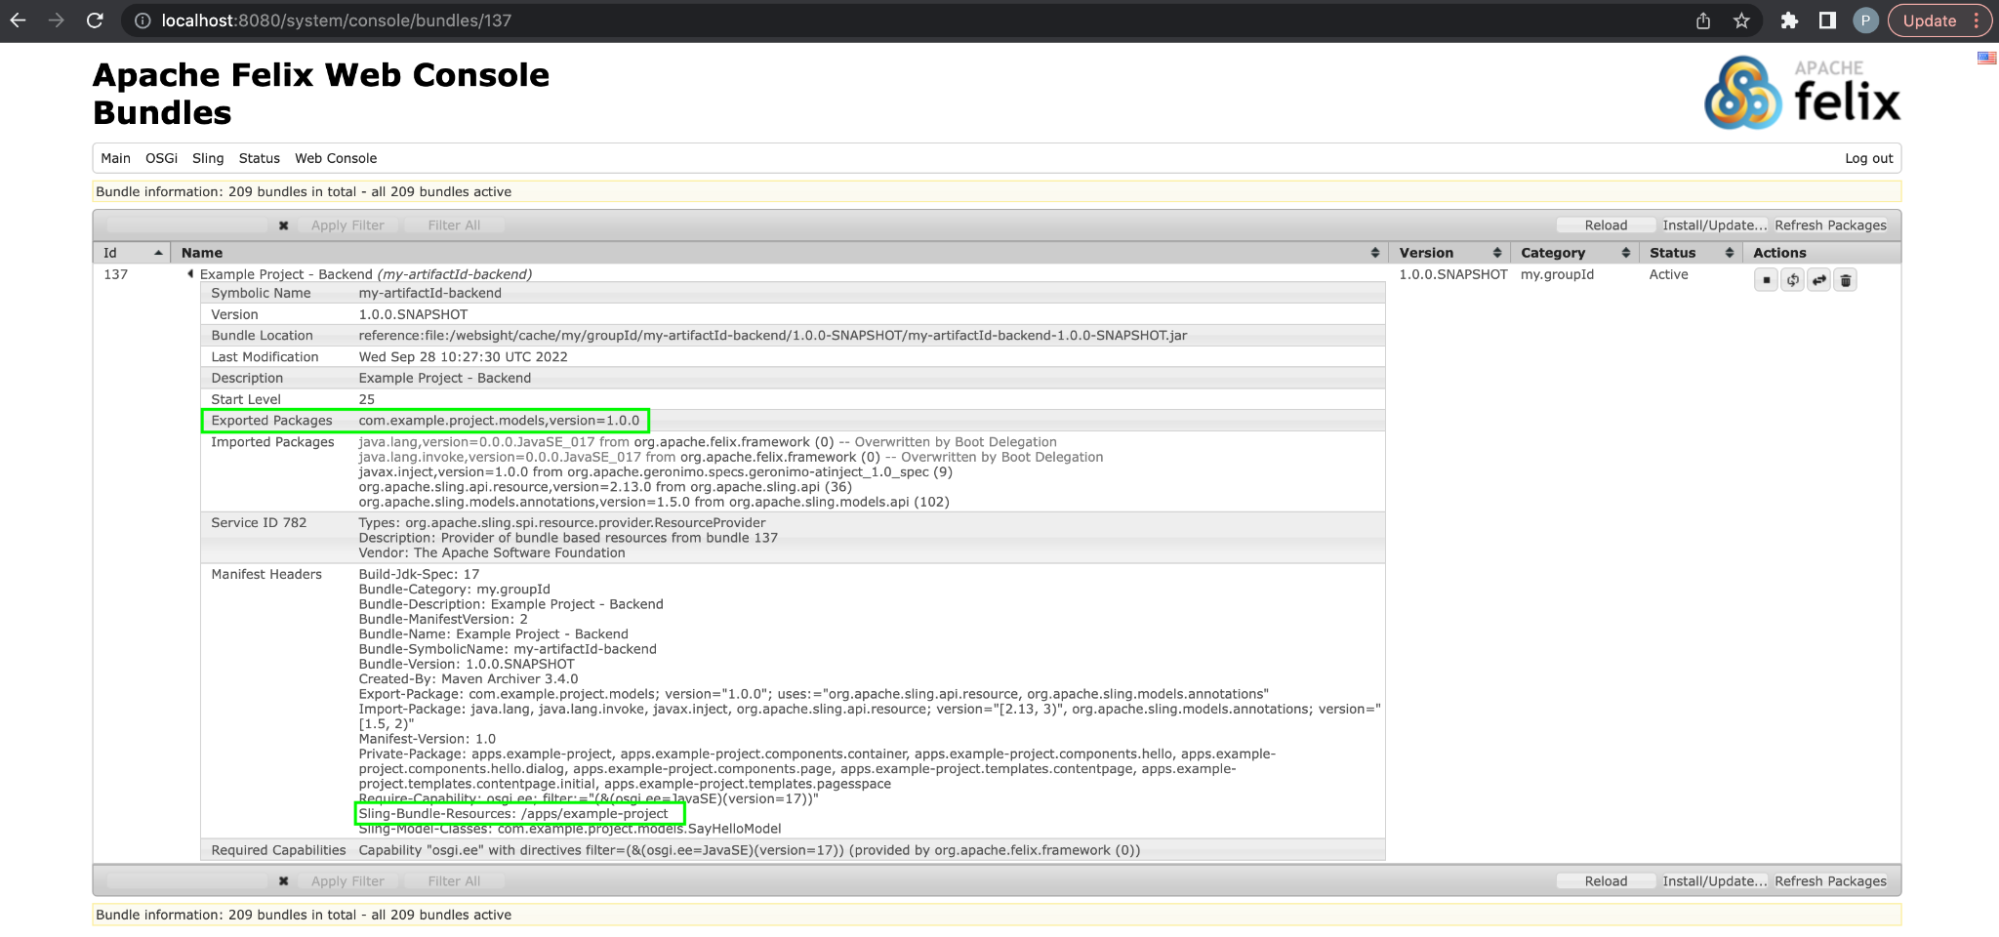 localhost:8080/system/console/bundles/137
P
Update
Apache Felix Web Console
Bundles
APACHE
felix
Main OSGi Sling Status Web Console Log out
Bundle information: 209 bundles in total - all 209 bundles active
Apply Filter Filter All Reload Install/Update... Refresh Packages
Id Name Version Category Status Actions
137 Example Project - Backend (my-artifactId-backend) 1.0.0.SNAPSHOT my.groupId Active
Symbolic Name my-artifactId-backend
Version 1.0.0.SNAPSHOT
Bundle Location reference:file:/websight/cache/my/groupId/my-artifactId-backend/1.0.0-SNAPSHOT/my-artifactId-backend-1.0.0-SNAPSHOT.jar
Last Modification Wed Sep 28 10:27:30 UTC 2022
Description Example Project - Backend
Start Level 25
Exported Packages com.example.project.models,version=1.0.0
Imported Packages java.lang,version=0.0.0.JavaSE_017 from org.apache.felix.framework (0) -- Overwritten by Boot Delegation
java.lang.invoke,version=0.0.0.JavaSE_017 from org.apache.felix.framework (0) -- Overwritten by Boot Delegation
javax.inject,version=1.0.0 from org.apache.geronimo.specs.geronimo-atinject_1.0_spec (9)
org.apache.sling.api.resource,version=2.13.0 from org.apache.sling.api (36)
org.apache.sling.models.annotations,version=1.5.0 from org.apache.sling.models.api (102)
Service ID 782 Types: org.apache.sling.spi.resource.provider.ResourceProvider
Description: Provider of bundle based resources from bundle 137
Vendor: The Apache Software Foundation
Manifest Headers Build-Jdk-Spec: 17
Bundle-Category: my.groupId
Bundle-Description: Example Project - Backend
Bundle-ManifestVersion: 2
Bundle-Name: Example Project - Backend
Bundle-SymbolicName: my-artifactId-backend
Bundle-Version: 1.0.0.SNAPSHOT
Created-By: Maven Archiver 3.4.0
Export-Package: com.example.project.models; version="1.0.0"; uses:="org.apache.sling.api.resource, org.apache.sling.models.annotations"
Import-Package: java.lang, java.lang.invoke, javax.inject, org.apache.sling.api.resource; version="[2.13, 3)", org.apache.sling.models.annotations; version="
[1.5, 2)"
Manifest-Version: 1.0
Private-Package: apps.example-project, apps.example-project.components.container, apps.example-project.components.hello, apps.example-
project.components.hello.dialog, apps.example-project.components.page, apps.example-project.templates.contentpage, apps.example-
project.templates.contentpage.initial, apps.example-project.templates.pagesspace
Require-Capability: osgi.ee; filter:="(&(osgi.ee=JavaSE)(version=17))"
Sling-Bundle-Resources: /apps/example-project
Sling-Model-Classes: com.example.project.models.SayHelloModel
Required Capabilities Capability "osgi.ee" with directives filter=(&(osgi.ee=JavaSE)(version=17)) (provided by org.apache.felix.framework (0))
Apply Filter Filter All Reload Install/Update... Refresh Packages
Bundle information: 209 bundles in total - all 209 bundles active